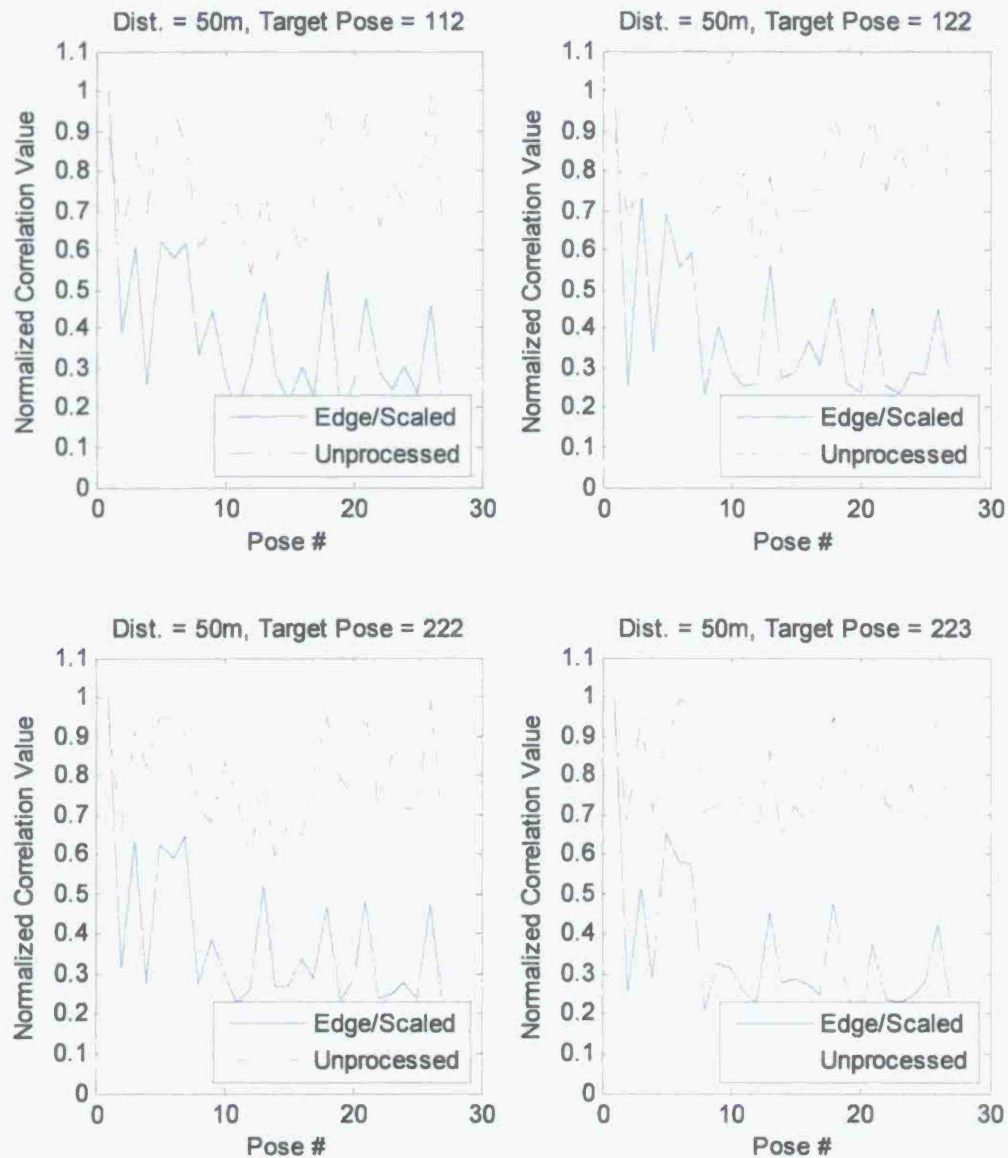 Dist. = 50m, Target Pose = 112
1.1
1
0.9
0.8
0.7
0.6
0.5
0.4
0.3
0.2
0.1
0
Normalized Correlation Value
Edge/Scaled
Unprocessed
0 10 20 30
Pose #
Dist. = 50m, Target Pose = 122
1.1
1
0.9
0.8
0.7
0.6
0.5
0.4
0.3
0.2
0.1
0
Normalized Correlation Value
Edge/Scaled
Unprocessed
0 10 20 30
Pose #
Dist. = 50m, Target Pose = 222
1.1
1
0.9
0.8
0.7
0.6
0.5
0.4
0.3
0.2
0.1
0
Normalized Correlation Value
Edge/Scaled
Unprocessed
0 10 20 30
Pose #
Dist. = 50m, Target Pose = 223
1.1
1
0.9
0.8
0.7
0.6
0.5
0.4
0.3
0.2
0.1
0
Normalized Correlation Value
Edge/Scaled
Unprocessed
0 10 20 30
Pose #